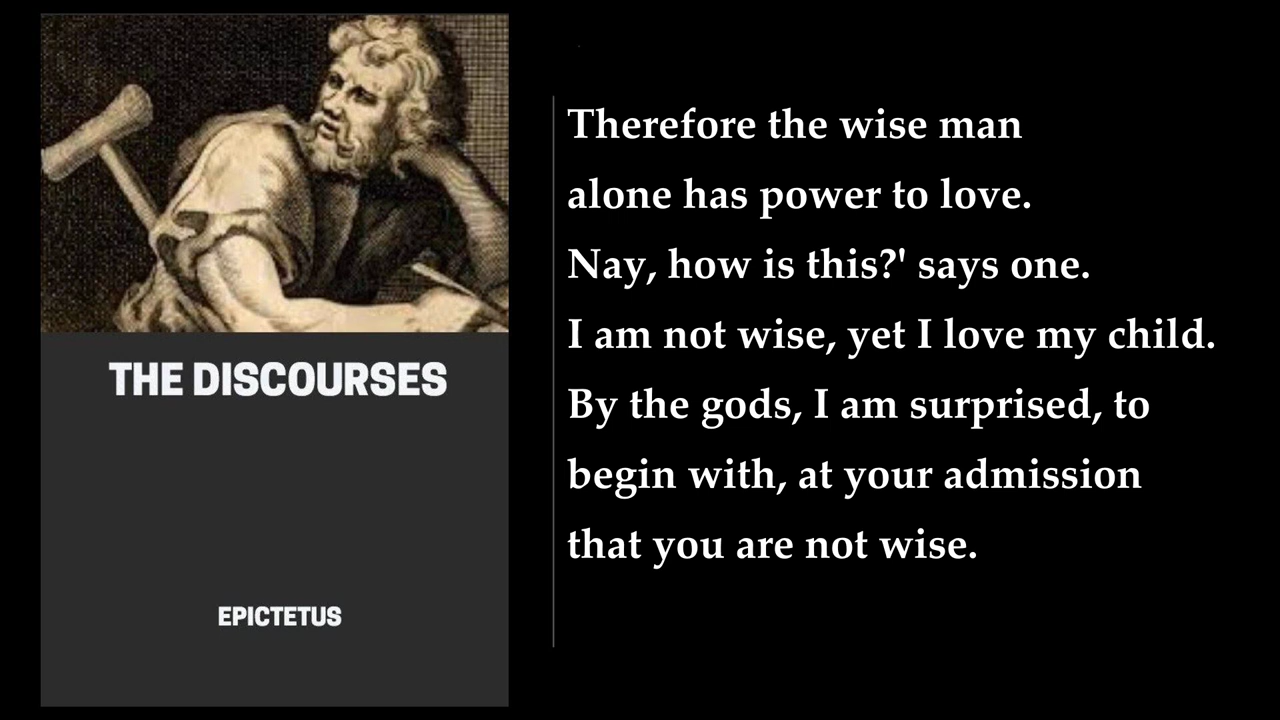 THE DISCOURSES
EPICTETUS
Therefore the wise man
alone has power to love.
Nay, how is this?' says one.
I am not wise, yet I love my child.
By the gods, I am surprised, to
begin with, at your admission
that you are not wise.